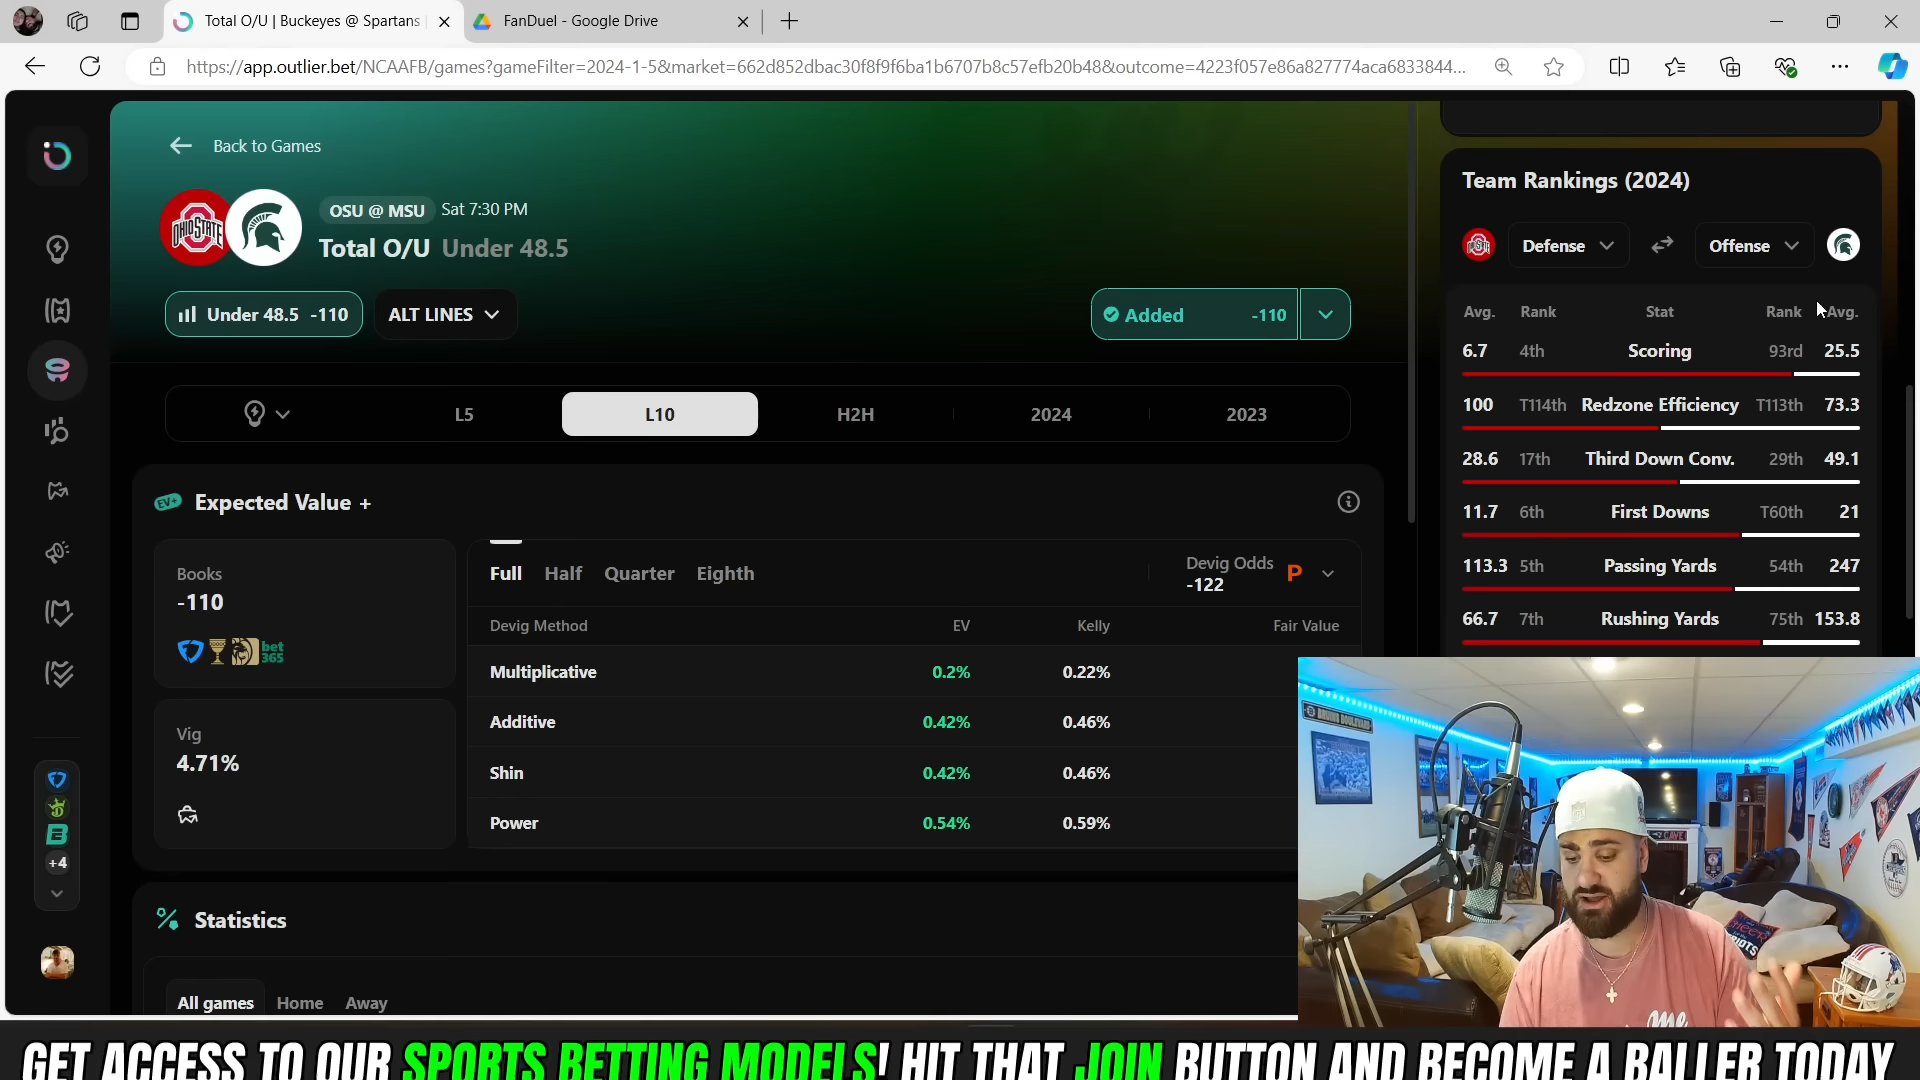 Total O/U | Buckeyes @ Spartans
FanDuel - Google Drive
https://app.outlier.bet/NCAAFB/games?gameFilter=2024-1-5&market=662d852dbac30f8f9f6ba1b6707b8c57efb20b48&outcome=4223f057e86a827774aca6833844...
Back to Games
OHIO STATE
OSU @ MSU Sat 7:30 PM
Total O/U Under 48.5
Under 48.5 -110
ALT LINES
Added -110
L5
L10
H2H
2024
2023
EV+ Expected Value +
Books
-110
bet365
Vig
4.71%
Full Half Quarter Eighth
Devig Odds
-122
P
Devig Method EV Kelly Fair Value
Multiplicative 0.2% 0.22%
Additive 0.42% 0.46%
Shin 0.42% 0.46%
Power 0.54% 0.59%
Statistics
All games Home Away
+4
Team Rankings (2024)
Defense
Offense
Avg. Rank Stat Rank Avg.
6.7 4th Scoring 93rd 25.5
100 T114th Redzone Efficiency T113th 73.3
28.6 17th Third Down Conv. 29th 49.1
11.7 6th First Downs T60th 21
113.3 5th Passing Yards 54th 247
66.7 7th Rushing Yards 75th 153.8
BRUINS BOULEVARD
GET ACCESS TO OUR SPORTS BETTING MODELS! HIT THAT JOIN BUTTON AND BECOME A BALLER TODAY